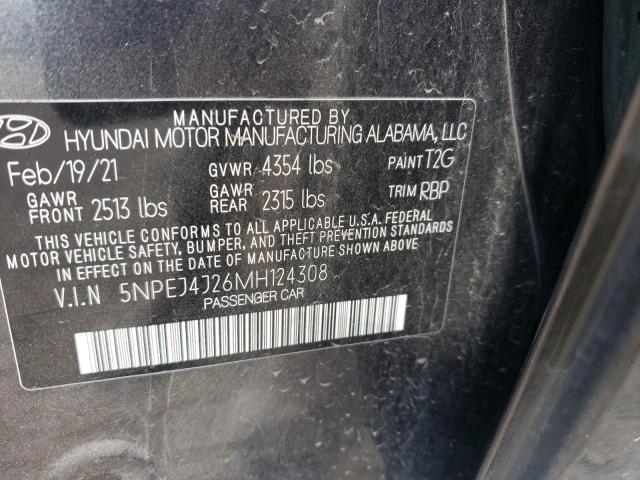 MANUFACTURED BY
HYUNDAI MOTOR MANUFACTURING ALABAMA, LLC
Feb/19/21 GVWR 4354 lbs PAINT T2G
GAWR FRONT 2513 lbs GAWR REAR 2315 lbs TRIM RBP
THIS VEHICLE CONFORMS TO ALL APPLICABLE U.S.A. FEDERAL
MOTOR VEHICLE SAFETY, BUMPER, AND THEFT PREVENTION STANDARDS
IN EFFECT ON THE DATE OF MANUFACTURE SHOWN ABOVE.
V.I.N 5NPEJ4J26MH124308
PASSENGER CAR